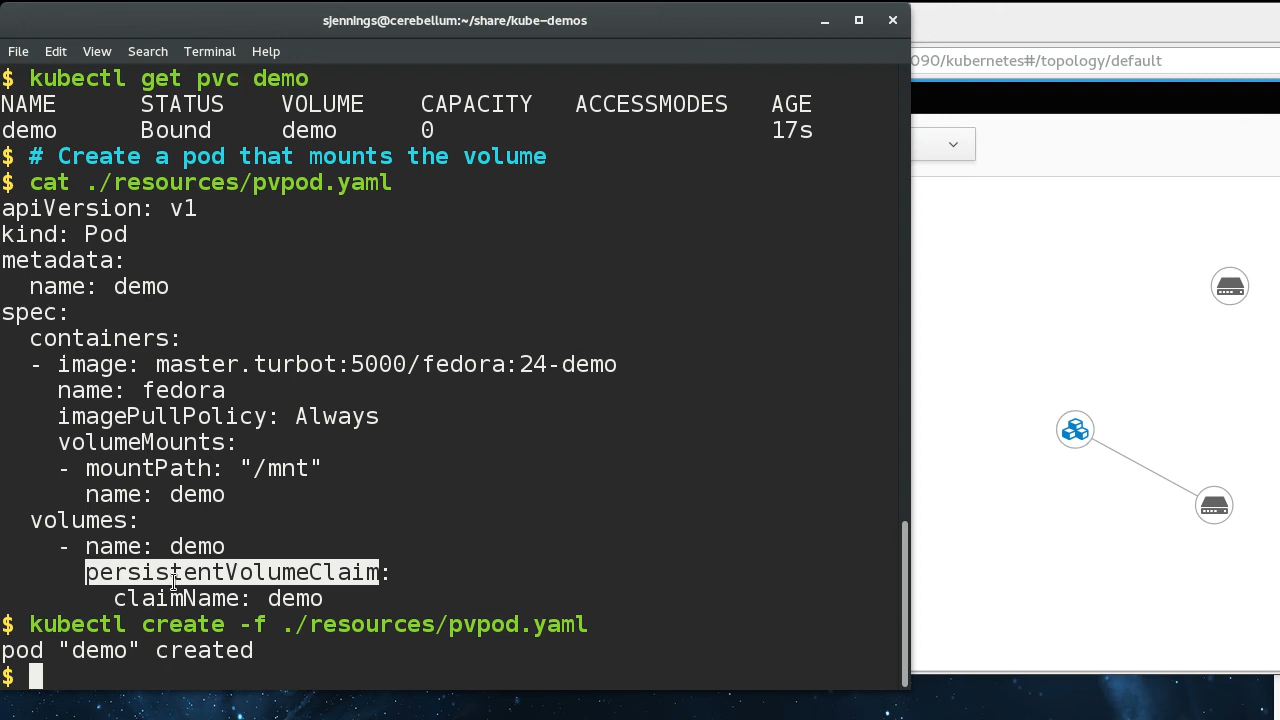 sjennings@cerebellum:~/share/kube-demos
File Edit View Search Terminal Help
090/kubernetes#/topology/default
$ kubectl get pvc demo
NAME STATUS VOLUME CAPACITY ACCESSMODES AGE
demo Bound demo 0 17s
$ # Create a pod that mounts the volume
$ cat ./resources/pvpod.yaml
apiVersion: v1
kind: Pod
metadata:
  name: demo
spec:
  containers:
  - image: master.turbot:5000/fedora:24-demo
    name: fedora
    imagePullPolicy: Always
    volumeMounts:
    - mountPath: "/mnt"
      name: demo
  volumes:
    - name: demo
      persistentVolumeClaim:
        claimName: demo
$ kubectl create -f ./resources/pvpod.yaml
pod "demo" created
$